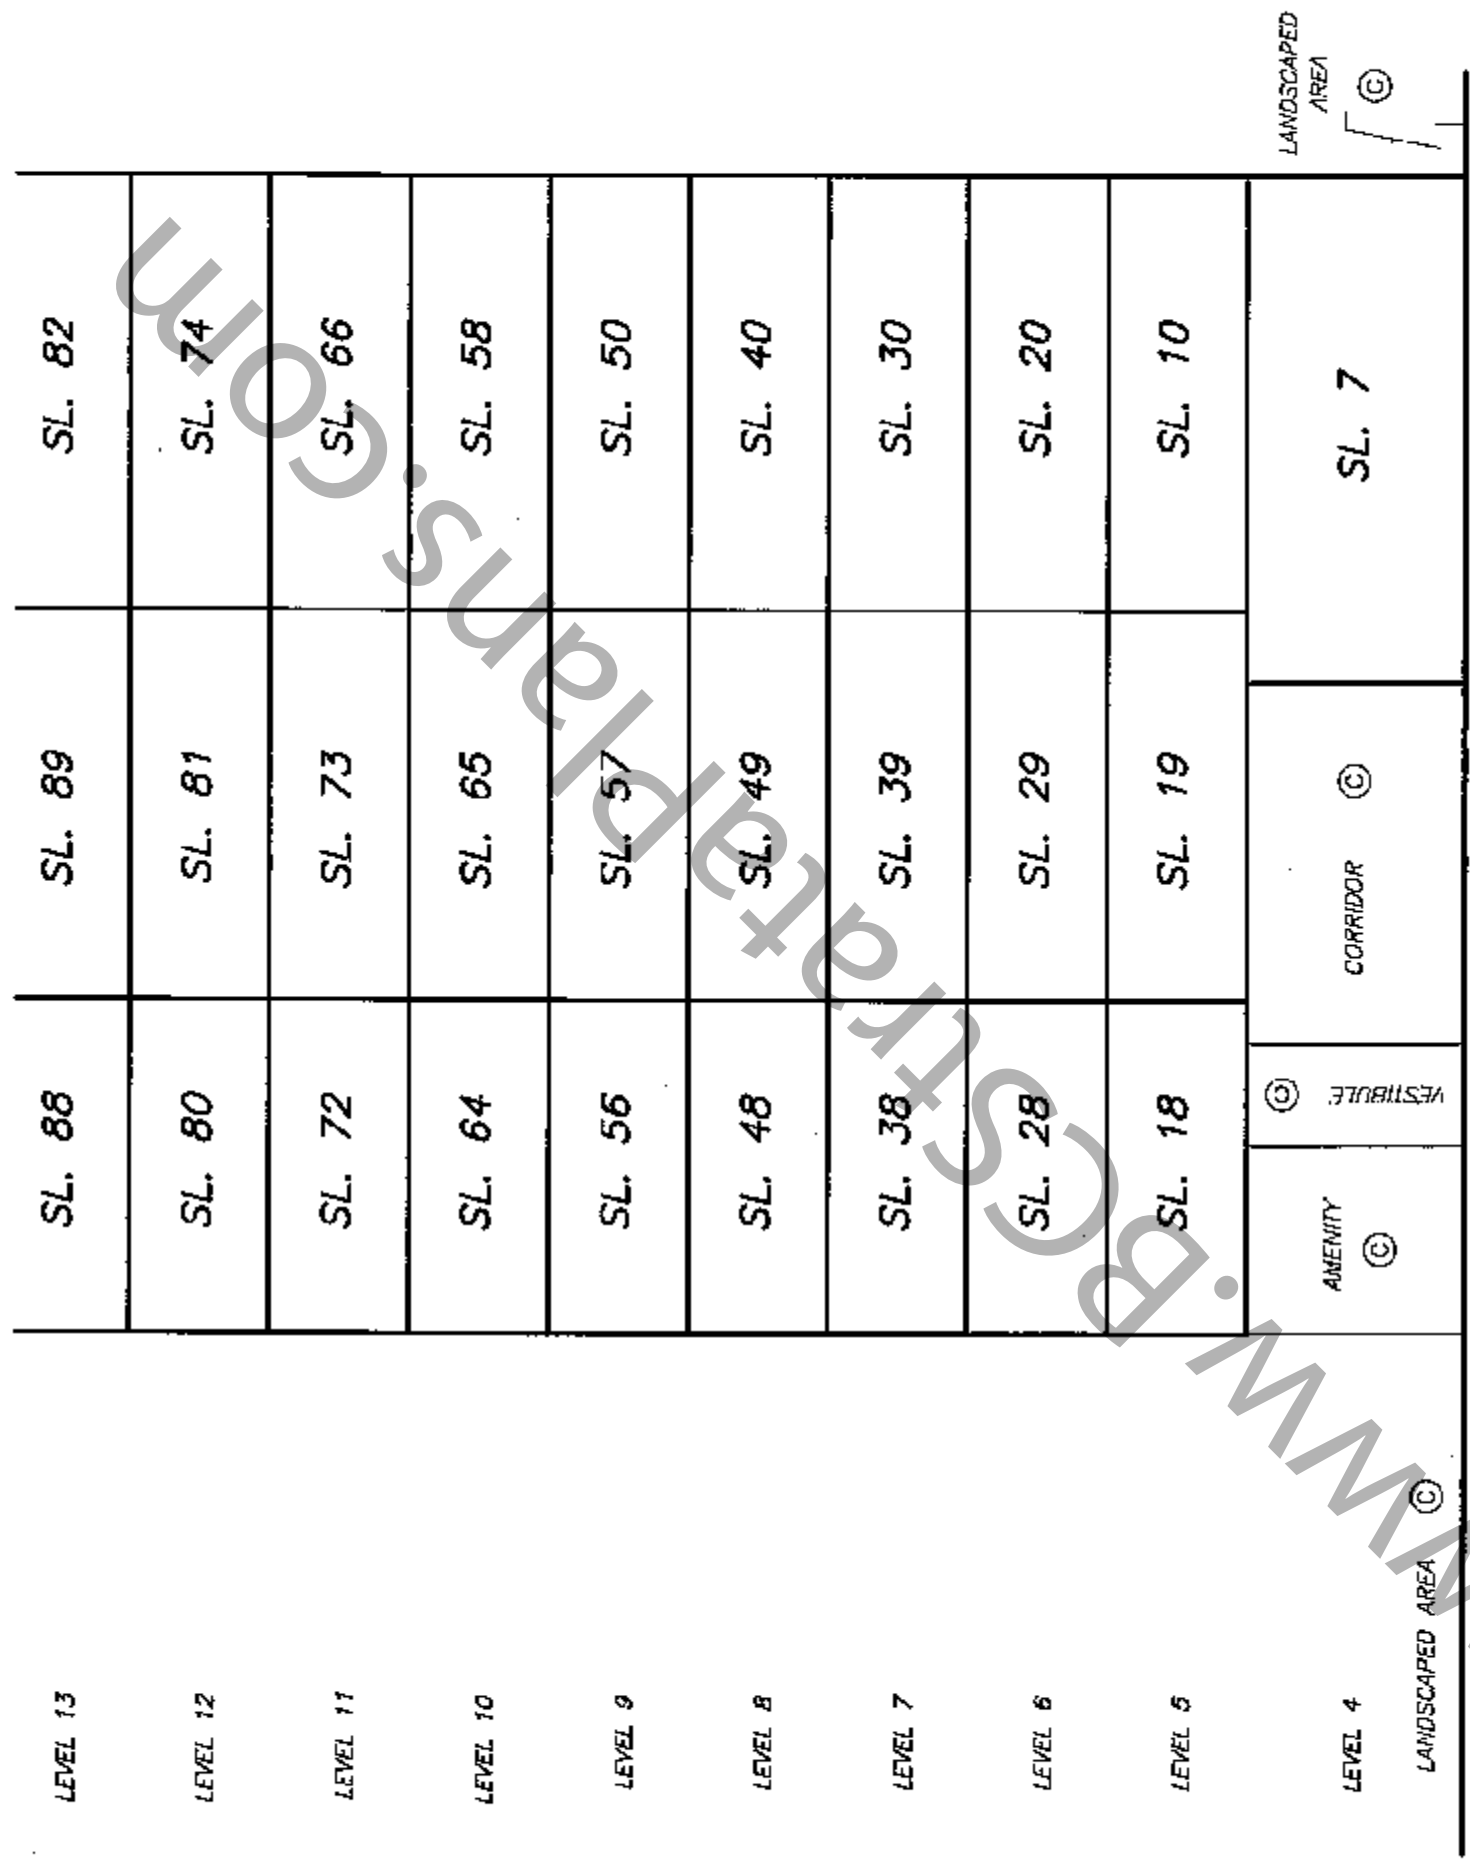 LEVEL 13 SL. 88 SL. 89 SL. 82
LEVEL 12 SL. 80 SL. 81 SL. 74
LEVEL 11 SL. 72 SL. 73 SL. 66
LEVEL 10 SL. 64 SL. 65 SL. 58
LEVEL 9 SL. 56 SL. 57 SL. 50
LEVEL 8 SL. 48 SL. 49 SL. 40
LEVEL 7 SL. 38 SL. 39 SL. 30
LEVEL 6 SL. 28 SL. 29 SL. 20
LEVEL 5 SL. 18 SL. 19 SL. 10
LEVEL 4
AMENITY
©
©
VESTIBULE
CORRIDOR ©
SL. 7
LANDSCAPED
AREA
©
LANDSCAPED AREA ©
ww.BCStrataPlans.com